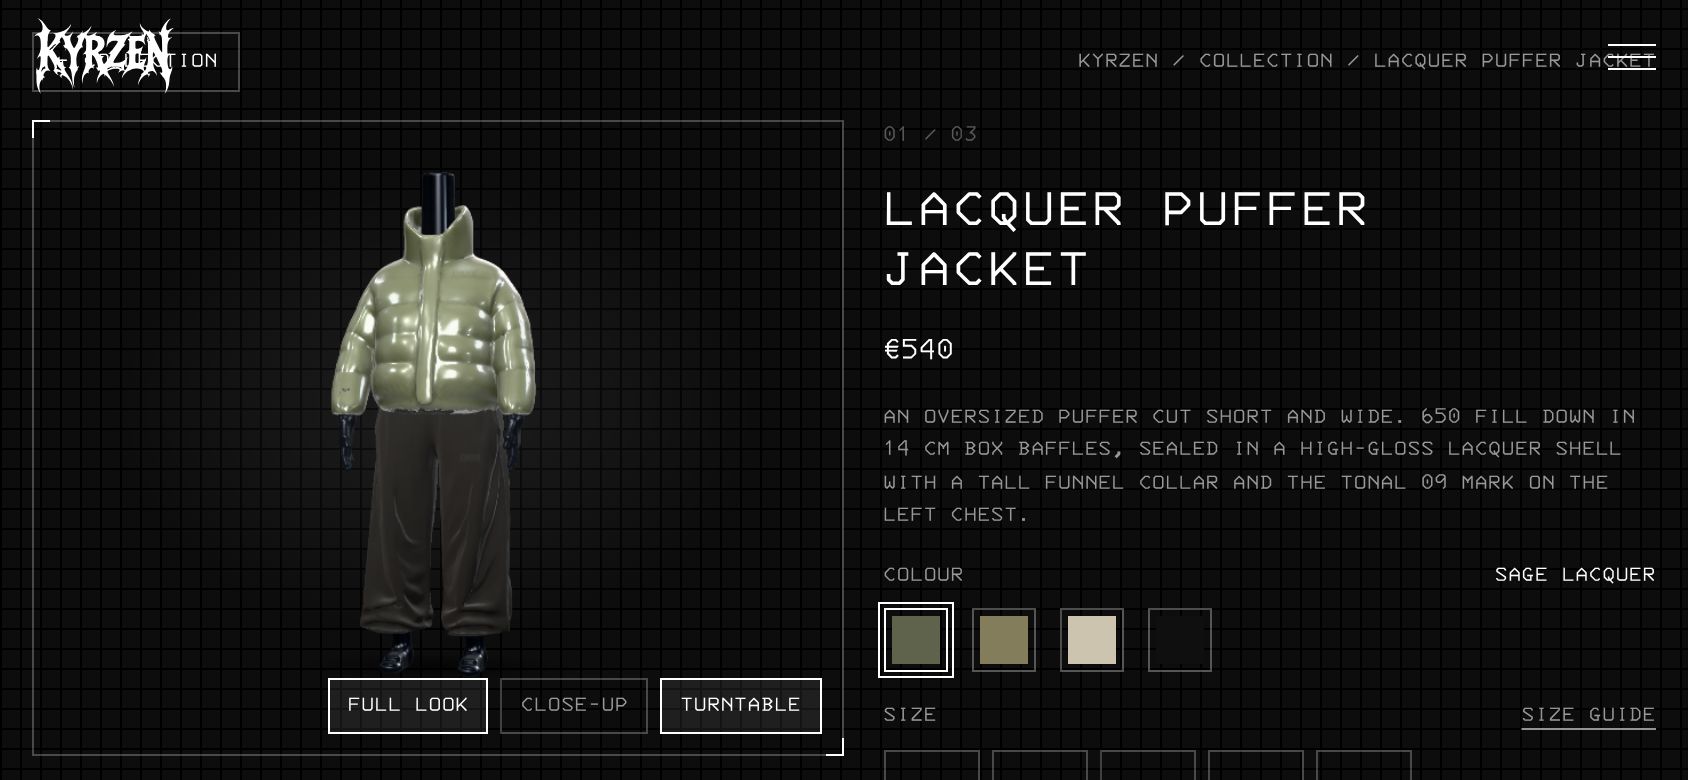 KYRZEN
KYRZEN / COLLECTION / LACQUER PUFFER JACKET
01 / 03
LACQUER PUFFER
JACKET
€540
AN OVERSIZED PUFFER CUT SHORT AND WIDE. 650 FILL DOWN IN
14 CM BOX BAFFLES, SEALED IN A HIGH-GLOSS LACQUER SHELL
WITH A TALL FUNNEL COLLAR AND THE TONAL 09 MARK ON THE
LEFT CHEST.
COLOUR
SAGE LACQUER
FULL LOOK
CLOSE-UP
TURNTABLE
SIZE
SIZE GUIDE